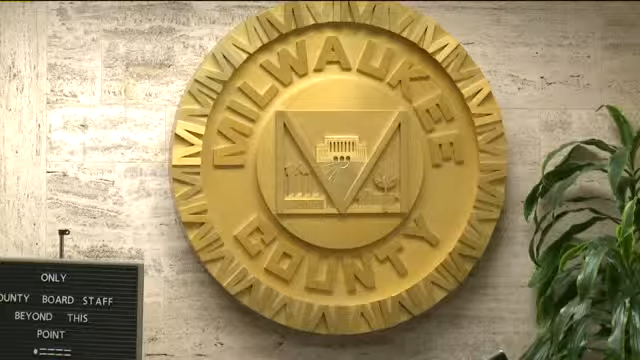 MILWAUKEE
COUNTY
ONLY
OUNTY BOARD STAFF
BEYOND THIS
POINT